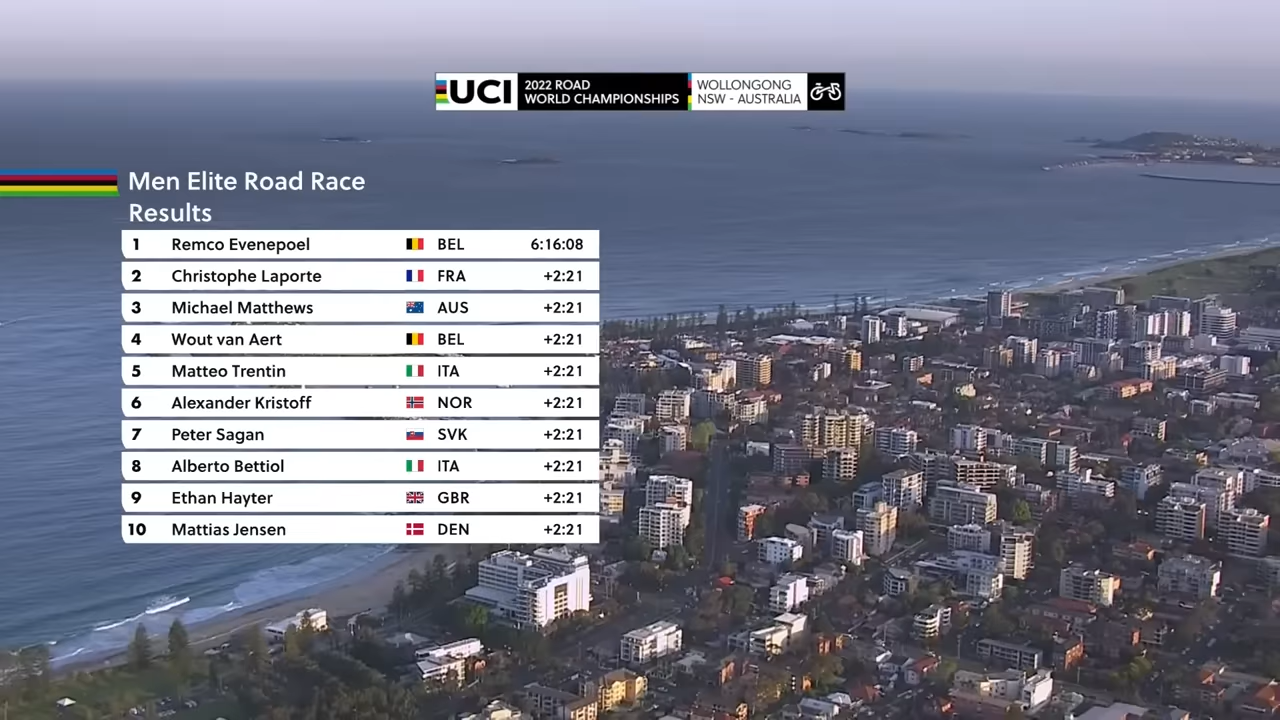 UCI
2022 ROAD
WORLD CHAMPIONSHIPS
WOLLONGONG
NSW - AUSTRALIA
Men Elite Road Race
Results
1 Remco Evenepoel BEL 6:16:08
2 Christophe Laporte FRA +2:21
3 Michael Matthews AUS +2:21
4 Wout van Aert BEL +2:21
5 Matteo Trentin ITA +2:21
6 Alexander Kristoff NOR +2:21
7 Peter Sagan SVK +2:21
8 Alberto Bettiol ITA +2:21
9 Ethan Hayter GBR +2:21
10 Mattias Jensen DEN +2:21